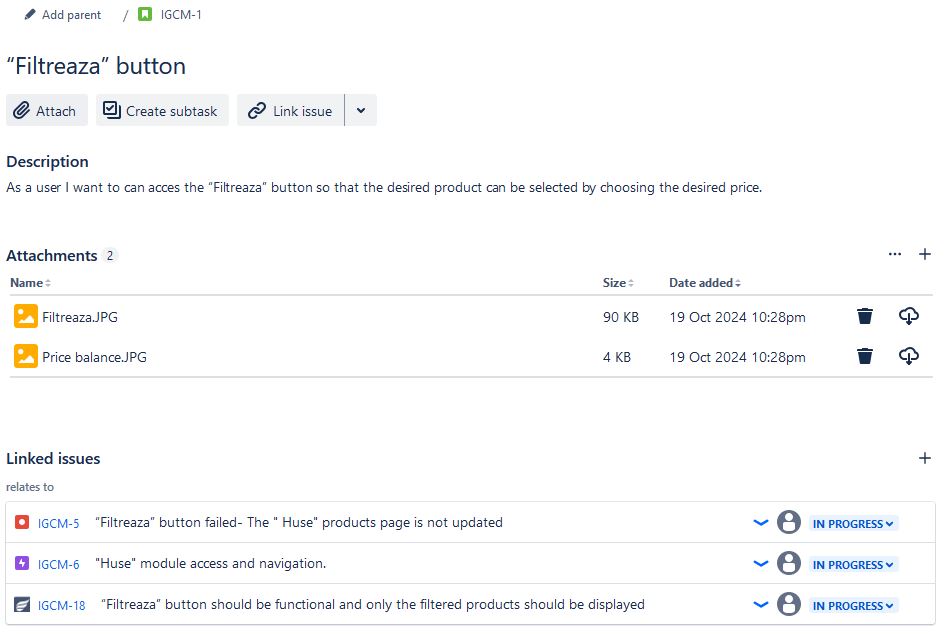 Add parent / IGCM-1
“Filtreaza” button
Attach Create subtask Link issue
Description
As a user I want to can acces the “Filtreaza” button so that the desired product can be selected by choosing the desired price.
Attachments 2
Name Size Date added
Filtreaza.JPG 90 KB 19 Oct 2024 10:28pm
Price balance.JPG 4 KB 19 Oct 2024 10:28pm
Linked issues
relates to
IGCM-5 “Filtreaza” button failed- The " Huse" products page is not updated IN PROGRESS
IGCM-6 "Huse" module access and navigation. IN PROGRESS
IGCM-18 “Filtreaza” button should be functional and only the filtered products should be displayed IN PROGRESS